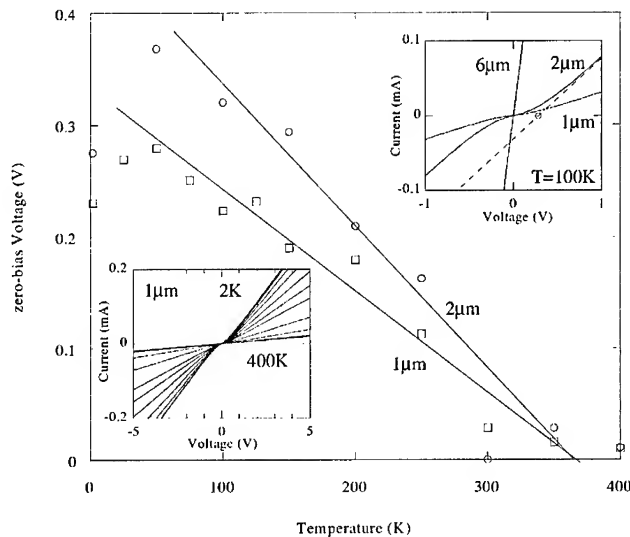 0.4
0.3
0.2
0.1
0
zero-bias Voltage (V)
0
100
200
300
400
Temperature (K)
2μm
1μm
0.1
0
-0.1
Current (mA)
6μm
2μm
1μm
T=100K
-1
0
1
Voltage (V)
0.2
0
-0.2
Current (mA)
1μm
2K
400K
-5
0
5
Voltage (V)